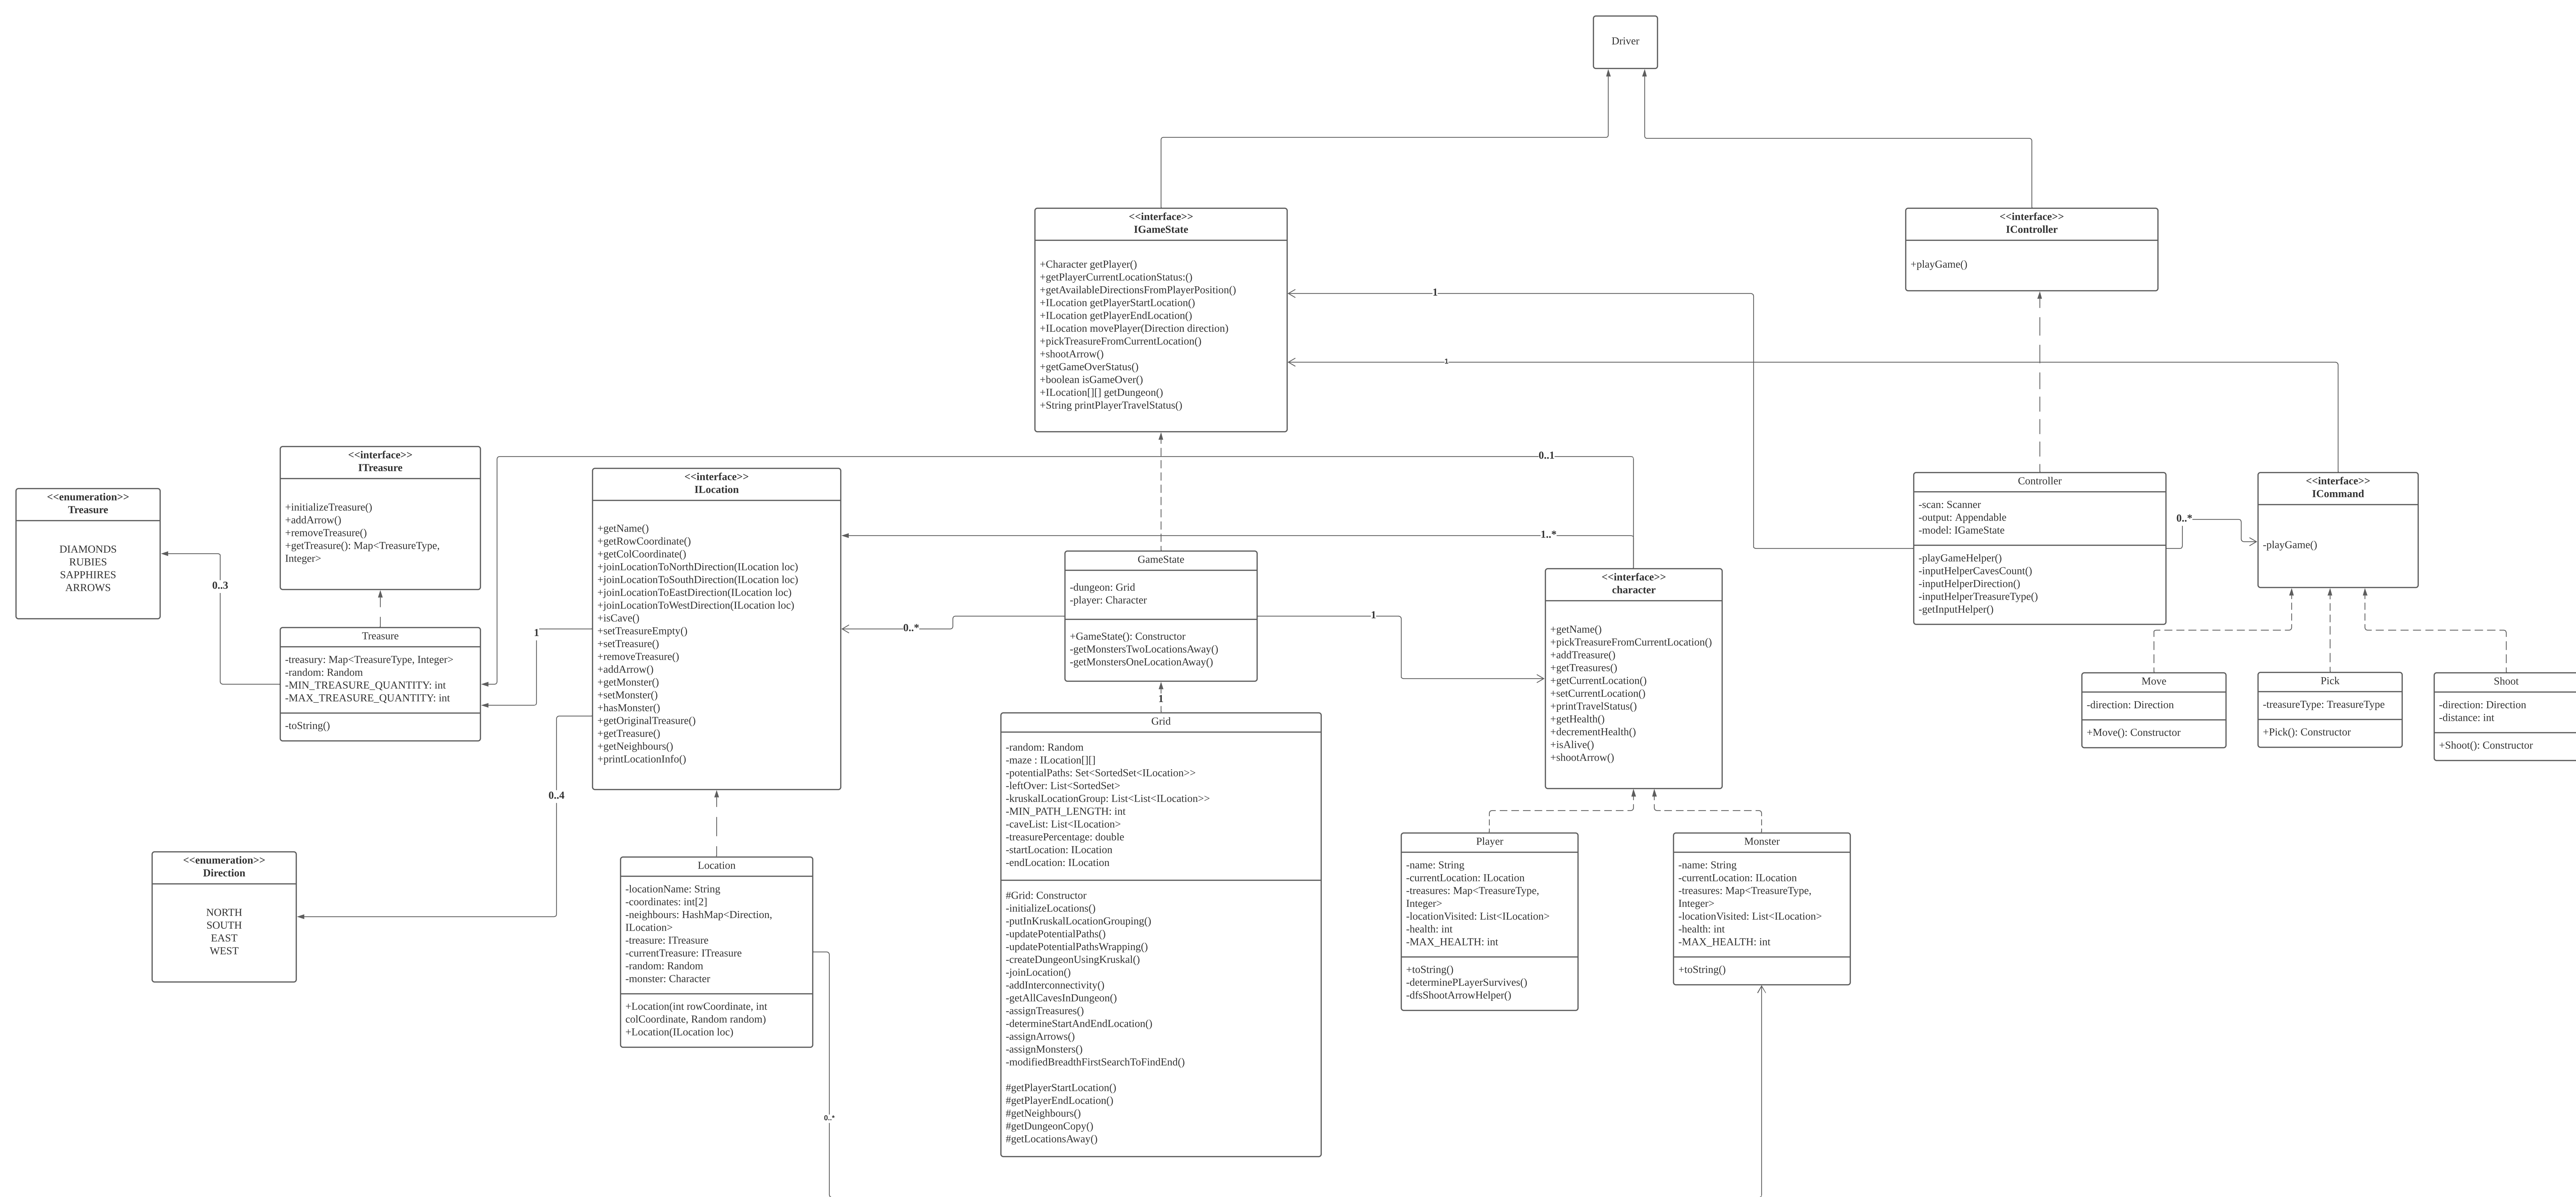 Driver
<<interface>>
IGameState
+Character getPlayer()
+getPlayerCurrentLocationStatus:()
+getAvailableDirectionsFromPlayerPosition()
+ILocation getPlayerStartLocation()
+ILocation getPlayerEndLocation()
+ILocation movePlayer(Direction direction)
+pickTreasureFromCurrentLocation()
+shootArrow()
+getGameOverStatus()
+boolean isGameOver()
+ILocation[][] getDungeon()
+String printPlayerTravelStatus()
<<interface>>
IController
+playGame()
1
1
<<enumeration>>
Treasure
DIAMONDS
RUBIES
SAPPHIRES
ARROWS
0..3
<<interface>>
ITreasure
+initializeTreasure()
+addArrow()
+removeTreasure()
+getTreasure(): Map<TreasureType,
Integer>
Treasure
-treasury: Map<TreasureType, Integer>
-random: Random
-MIN_TREASURE_QUANTITY: int
-MAX_TREASURE_QUANTITY: int
-toString()
1
0..4
<<interface>>
ILocation
+getName()
+getRowCoordinate()
+getColCoordinate()
+joinLocationToNorthDirection(ILocation loc)
+joinLocationToSouthDirection(ILocation loc)
+joinLocationToEastDirection(ILocation loc)
+joinLocationToWestDirection(ILocation loc)
+isCave()
+setTreasureEmpty()
+setTreasure()
+removeTreasure()
+addArrow()
+getMonster()
+setMonster()
+hasMonster()
+getOriginalTreasure()
+getTreasure()
+getNeighbours()
+printLocationInfo()
0..1
1..*
0..*
1
GameState
-dungeon: Grid
-player: Character
+GameState(): Constructor
-getMonstersTwoLocationsAway()
-getMonstersOneLocationAway()
1
<<interface>>
character
+getName()
+pickTreasureFromCurrentLocation()
+addTreasure()
+getTreasures()
+getCurrentLocation()
+setCurrentLocation()
+printTravelStatus()
+getHealth()
+decrementHealth()
+isAlive()
+shootArrow()
Controller
-scan: Scanner
-output: Appendable
-model: IGameState
-playGameHelper()
-inputHelperCavesCount()
-inputHelperDirection()
-inputHelperTreasureType()
-getInputHelper()
0..*
<<interface>>
ICommand
-playGame()
Move
-direction: Direction
+Move(): Constructor
Pick
-treasureType: TreasureType
+Pick(): Constructor
Shoot
-direction: Direction
-distance: int
+Shoot(): Constructor
<<enumeration>>
Direction
NORTH
SOUTH
EAST
WEST
Location
-locationName: String
-coordinates: int[2]
-neighbours: HashMap<Direction,
ILocation>
-treasure: ITreasure
-currentTreasure: ITreasure
-random: Random
-monster: Character
+Location(int rowCoordinate, int
colCoordinate, Random random)
+Location(ILocation loc)
0..*
Grid
-random: Random
-maze : ILocation[][]
-potentialPaths: Set<SortedSet<ILocation>>
-leftOver: List<SortedSet>
-kruskalLocationGroup: List<List<ILocation>>
-MIN_PATH_LENGTH: int
-caveList: List<ILocation>
-treasurePercentage: double
-startLocation: ILocation
-endLocation: ILocation
#Grid: Constructor
-initializeLocations()
-putInKruskalLocationGrouping()
-updatePotentialPaths()
-updatePotentialPathsWrapping()
-createDungeonUsingKruskal()
-joinLocation()
-addInterconnectivity()
-getAllCavesInDungeon()
-assignTreasures()
-determineStartAndEndLocation()
-assignArrows()
-assignMonsters()
-modifiedBreadthFirstSearchToFindEnd()
#getPlayerStartLocation()
#getPlayerEndLocation()
#getNeighbours()
#getDungeonCopy()
#getLocationsAway()
Player
-name: String
-currentLocation: ILocation
-treasures: Map<TreasureType,
Integer>
-locationVisited: List<ILocation>
-health: int
-MAX_HEALTH: int
+toString()
-determinePLayerSurvives()
-dfsShootArrowHelper()
Monster
-name: String
-currentLocation: ILocation
-treasures: Map<TreasureType,
Integer>
-locationVisited: List<ILocation>
-health: int
-MAX_HEALTH: int
+toString()